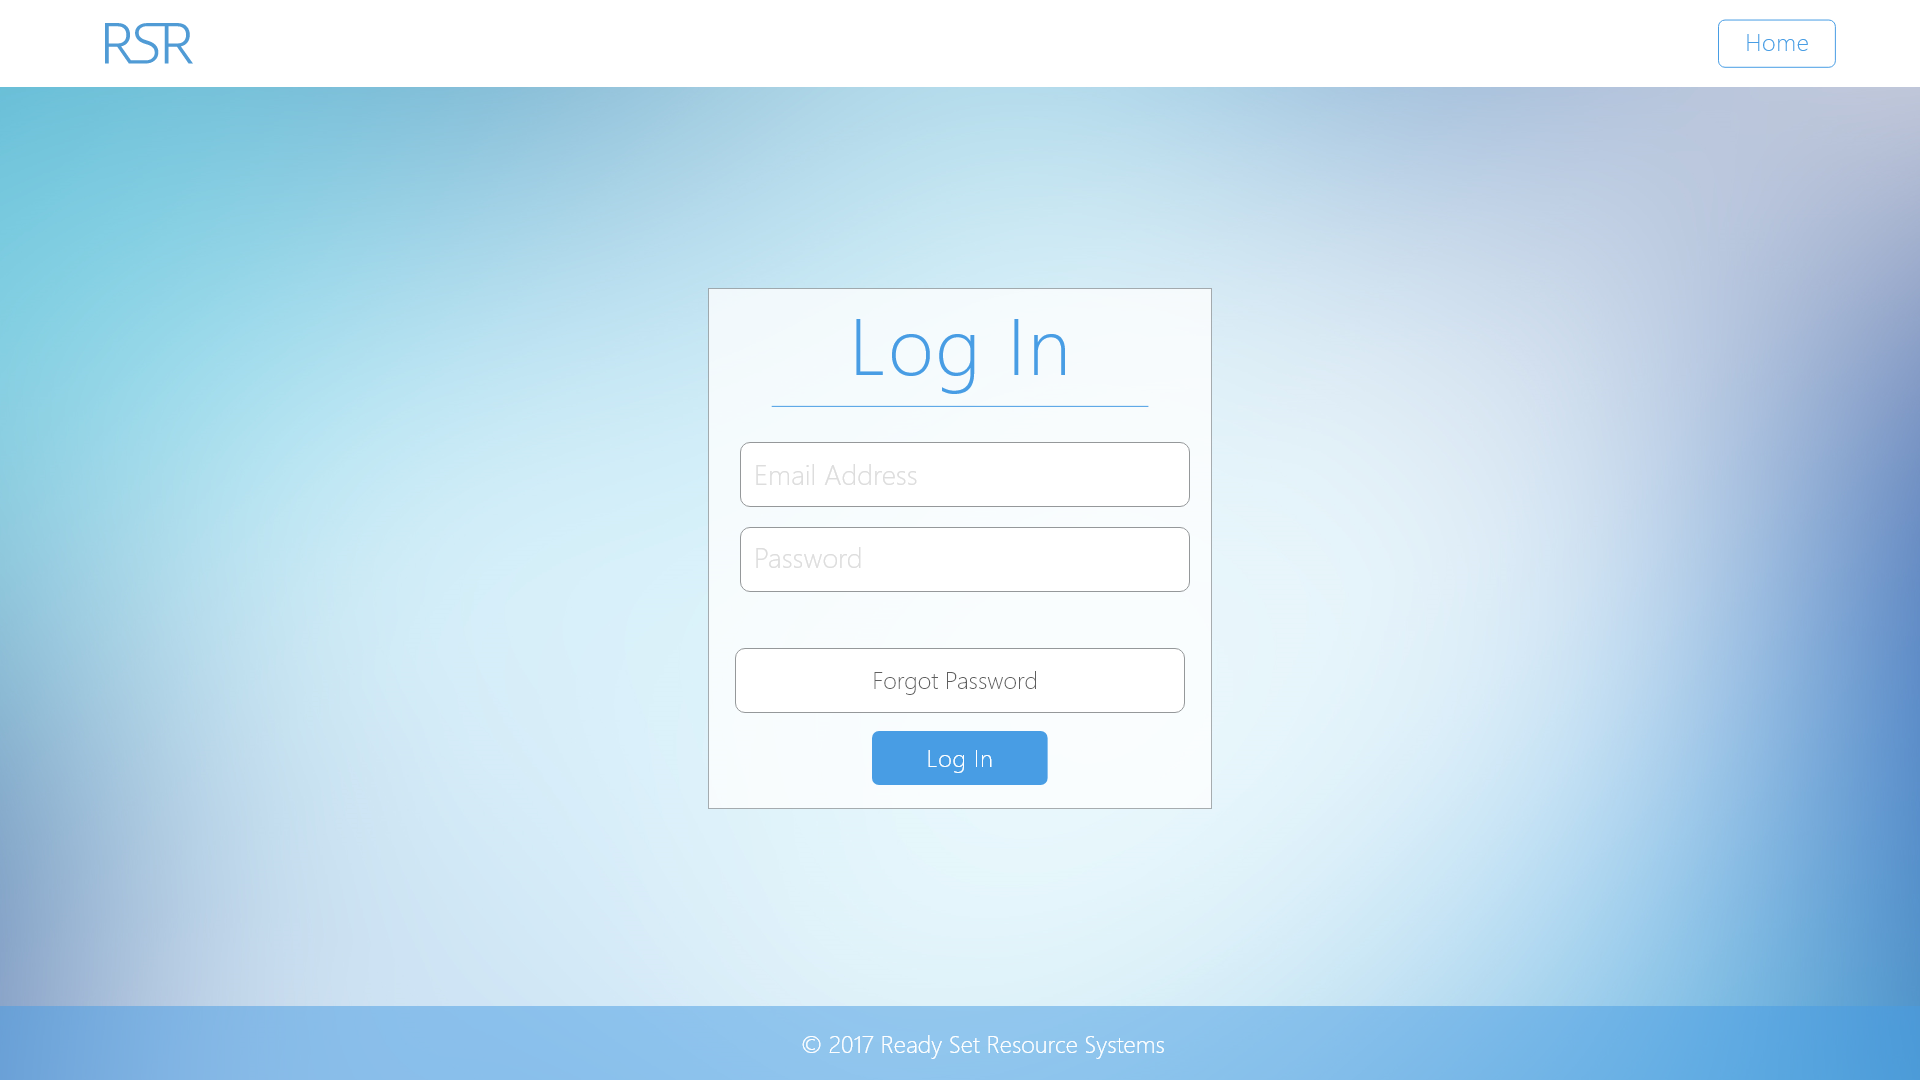 RSR
Home
Log In
Email Address
Password
Forgot Password
Log In
© 2017 Ready Set Resource Systems